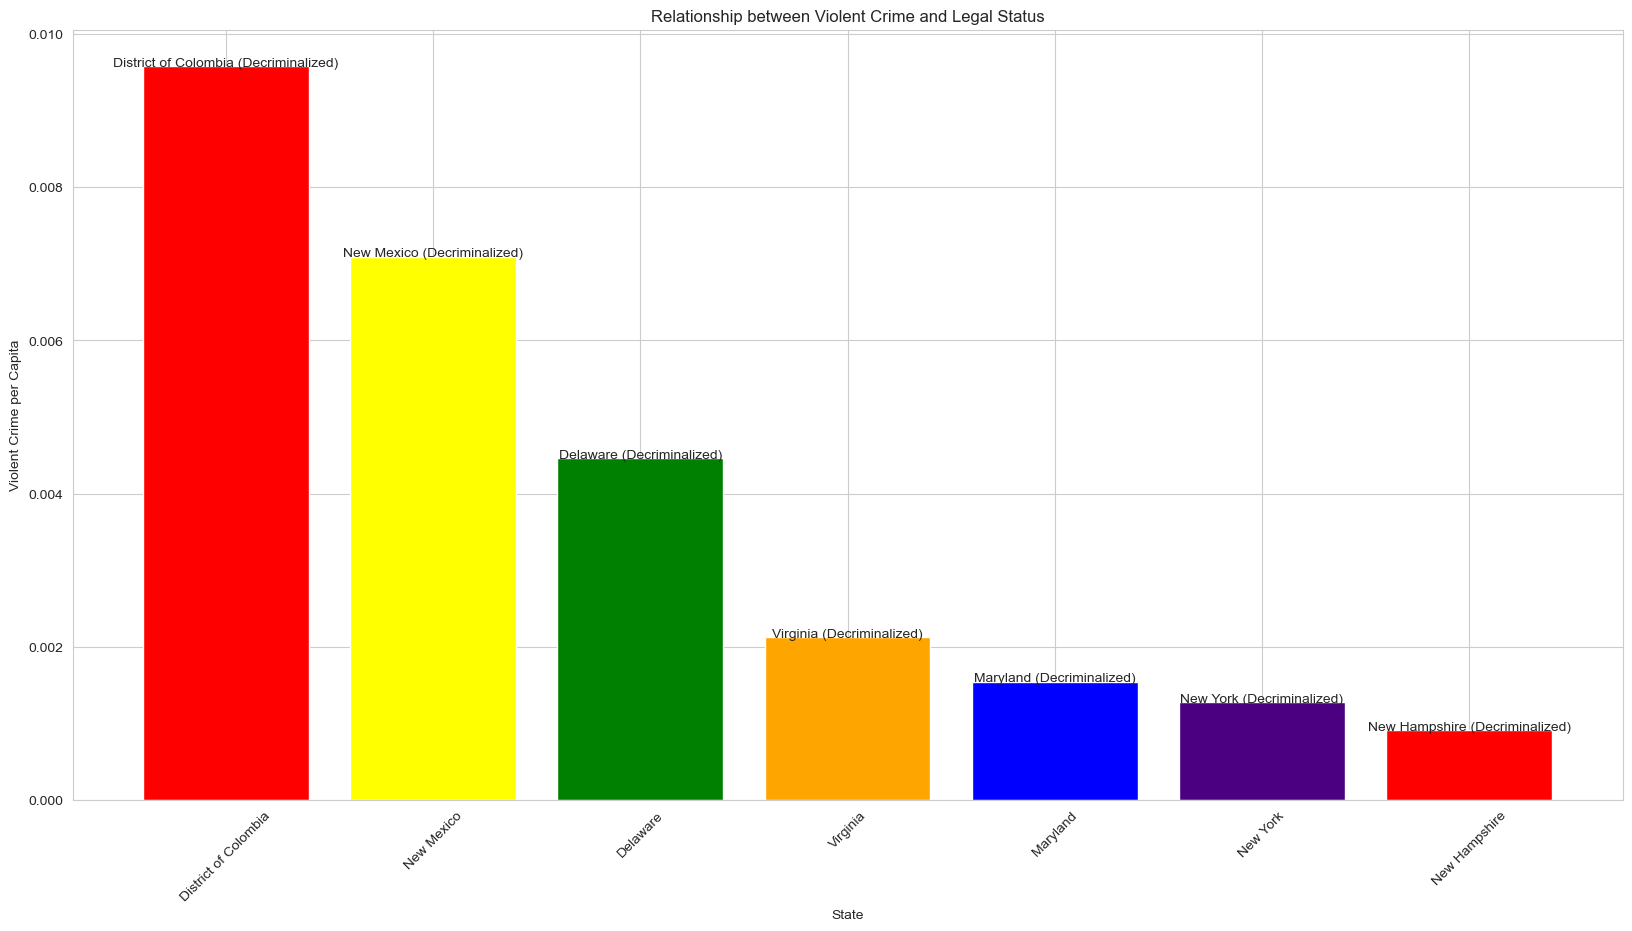 Relationship between Violent Crime and Legal Status
0.010
District of Colombia (Decriminalized)
0.008
New Mexico (Decriminalized)
0.006
Violent Crime per Capita
Delaware (Decriminalized)
0.004
0.002
Virginia (Decriminalized)
Maryland (Decriminalized)
New York (Decriminalized)
New Hampshire (Decriminalized)
0.000
District of Colombia
New Mexico
Delaware
Virginia
Maryland
New York
New Hampshire
State